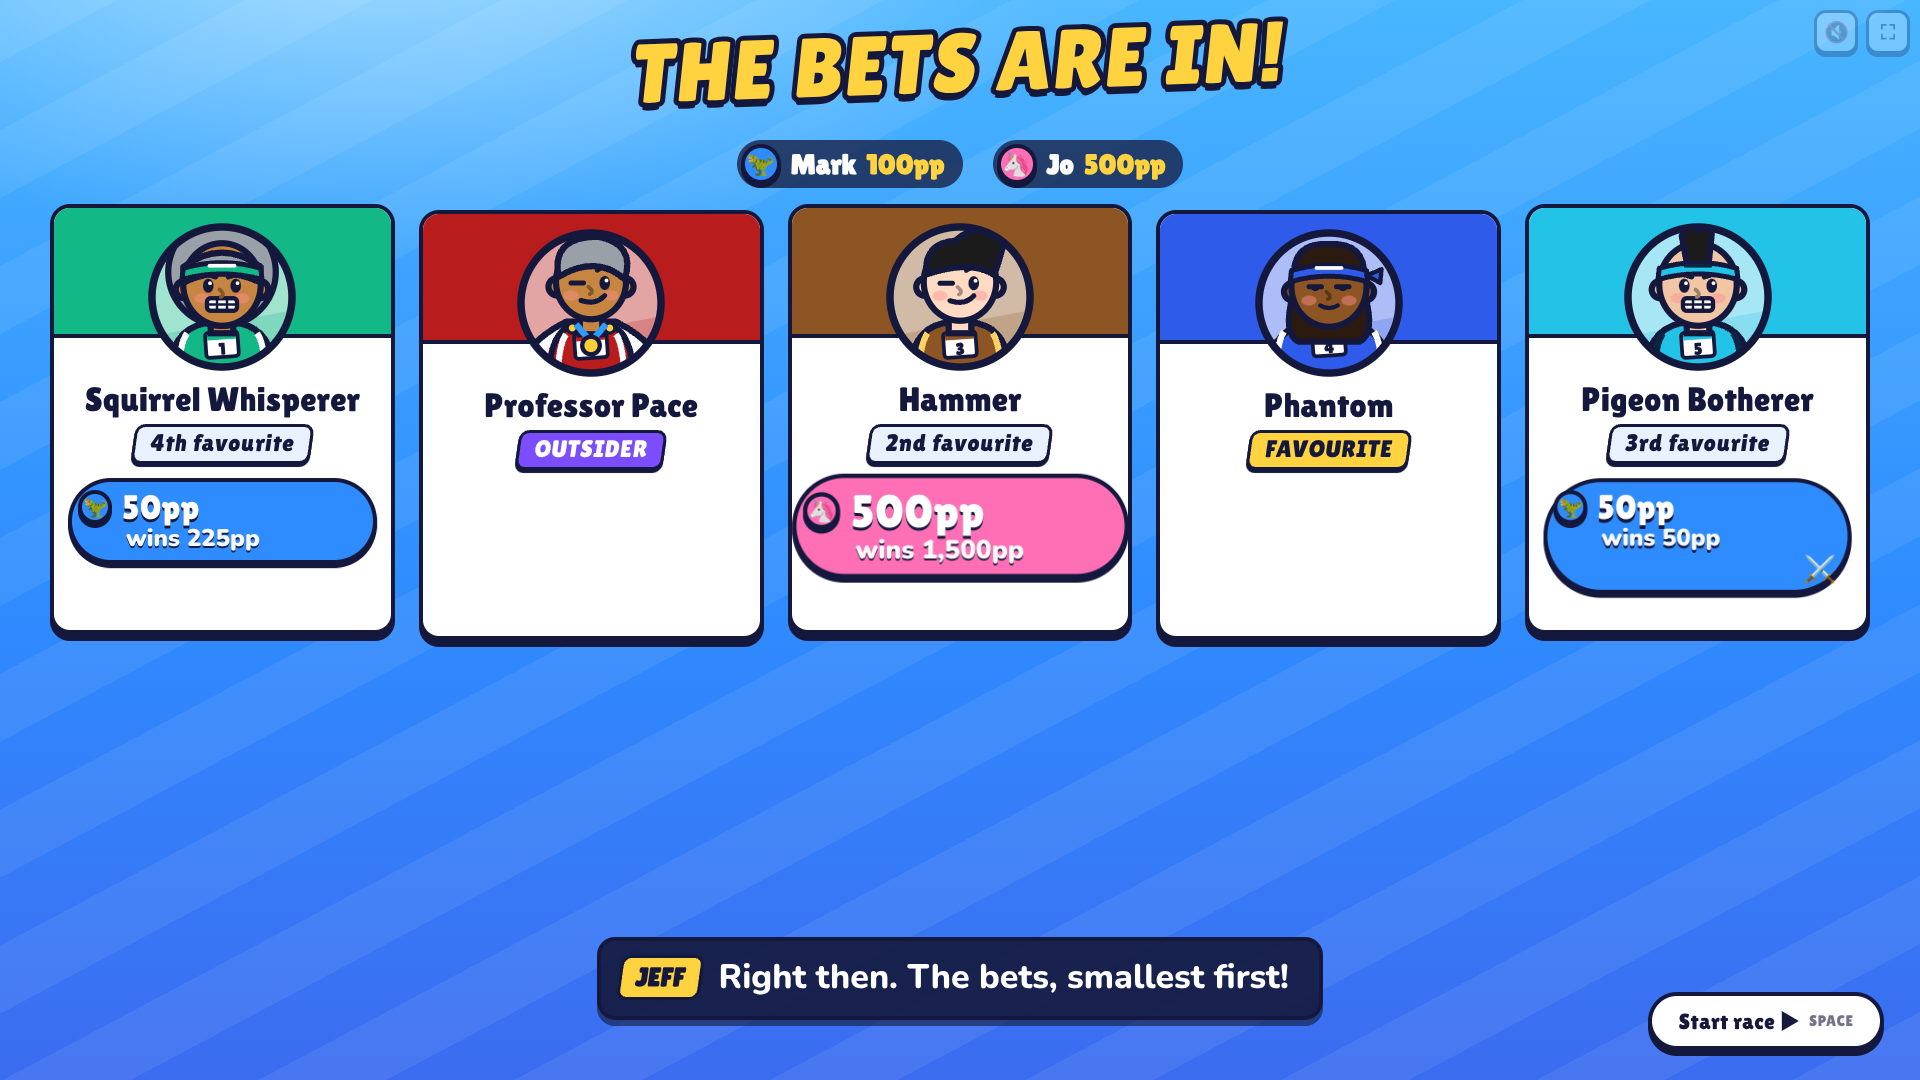 THE BETS ARE IN!
Mark 100pp
Jo 500pp
1
Squirrel Whisperer
4th favourite
50pp
wins 225pp
Professor Pace
OUTSIDER
3
Hammer
2nd favourite
500pp
wins 1,500pp
4
Phantom
FAVOURITE
5
Pigeon Botherer
3rd favourite
50pp
wins 50pp
JEFF Right then. The bets, smallest first!
Start race ▶ SPACE